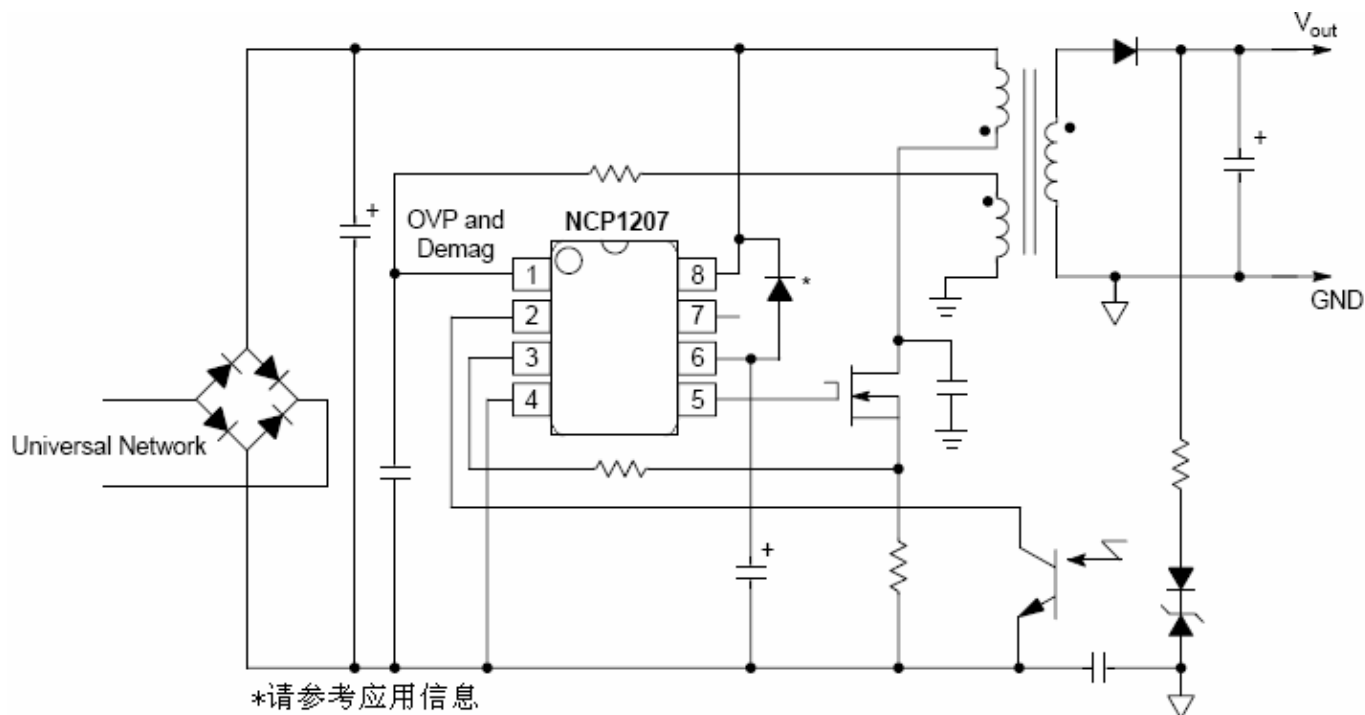 V_out
+
+
OVP and
Demag
NCP1207
1
8
*
2
7
GND
3
6
4
5
Universal Network
+
*请参考应用信息